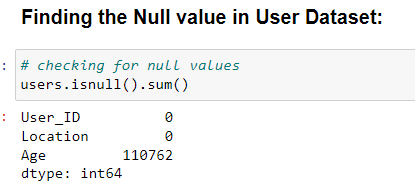 Finding the Null value in User Dataset:
: # checking for null values
users.isnull().sum()
: User_ID 0
Location 0
Age 110762
dtype: int64